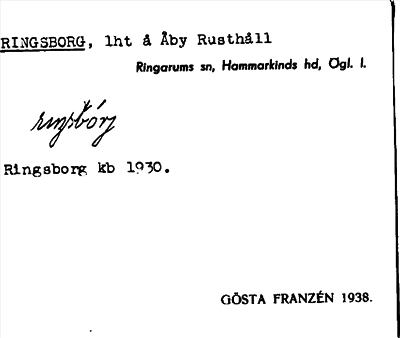 RINGSBORG, lht å Åby Rusthåll
Ringarums sn, Hammarkinds hd, Ögl. l.
Ringsborg kb 1930.
GÖSTA FRANZÉN 1938.